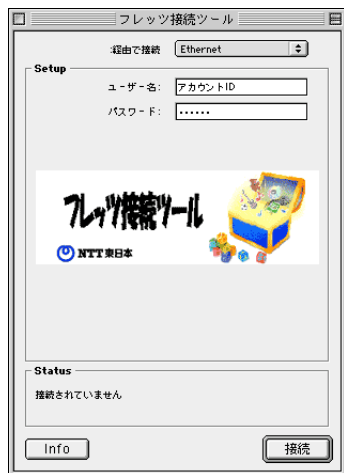 フレッツ接続ツール
:経由で接続 Ethernet
Setup
ユーザー名: アカウントID
パスワード: ••••••
フレッツ接続ツール
NTT東日本
Status
接続されていません
Info 接続